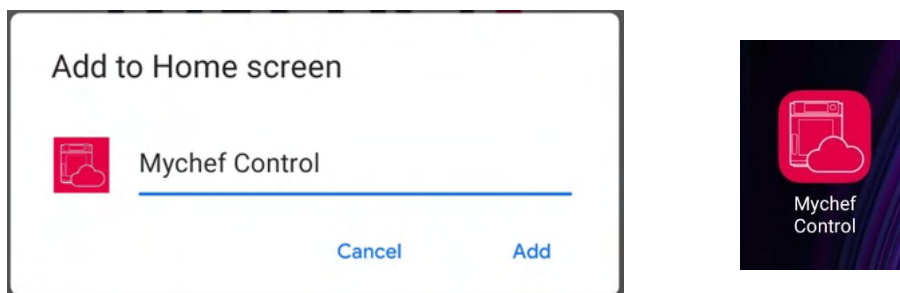 Add to Home screen
Mychef Control
Cancel Add
Mychef
Control